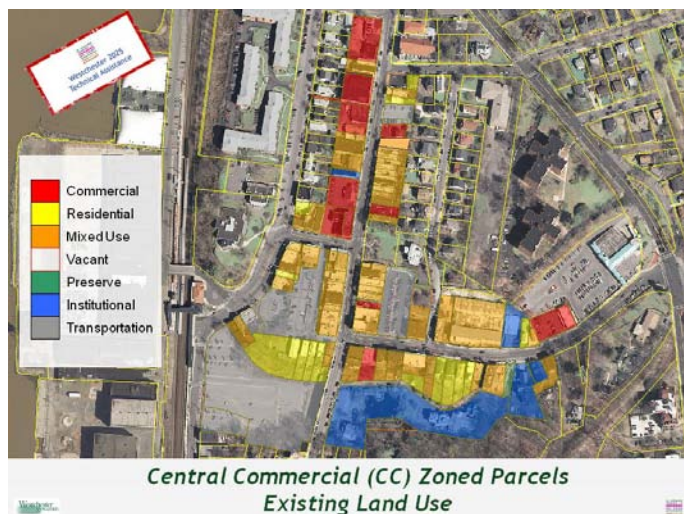 Westchester 2025
Technical Assistance
Commercial
Residential
Mixed Use
Vacant
Preserve
Institutional
Transportation
Central Commercial (CC) Zoned Parcels
Existing Land Use
Westchester